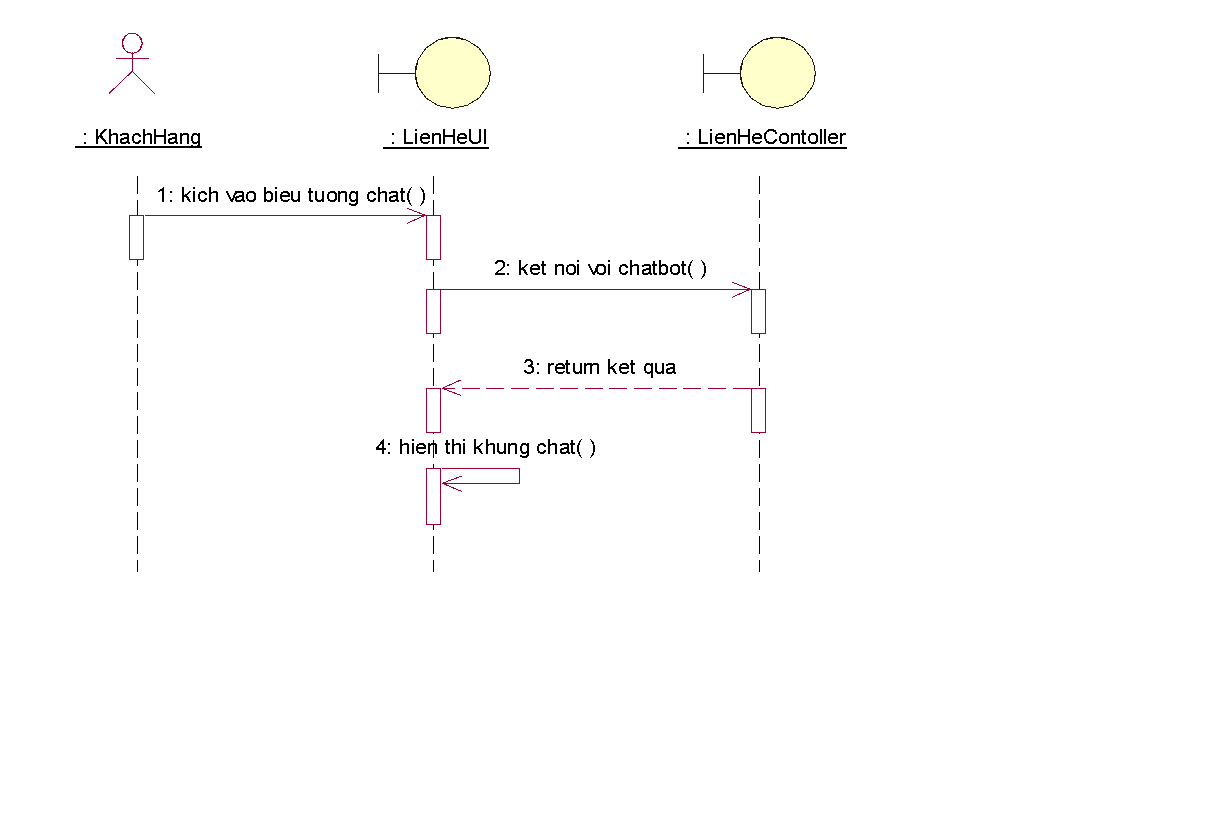 : KhachHang
: LienHeUI
: LienHeContoller
1: kich vao bieu tuong chat( )
2: ket noi voi chatbot( )
3: return ket qua
4: hien thi khung chat( )